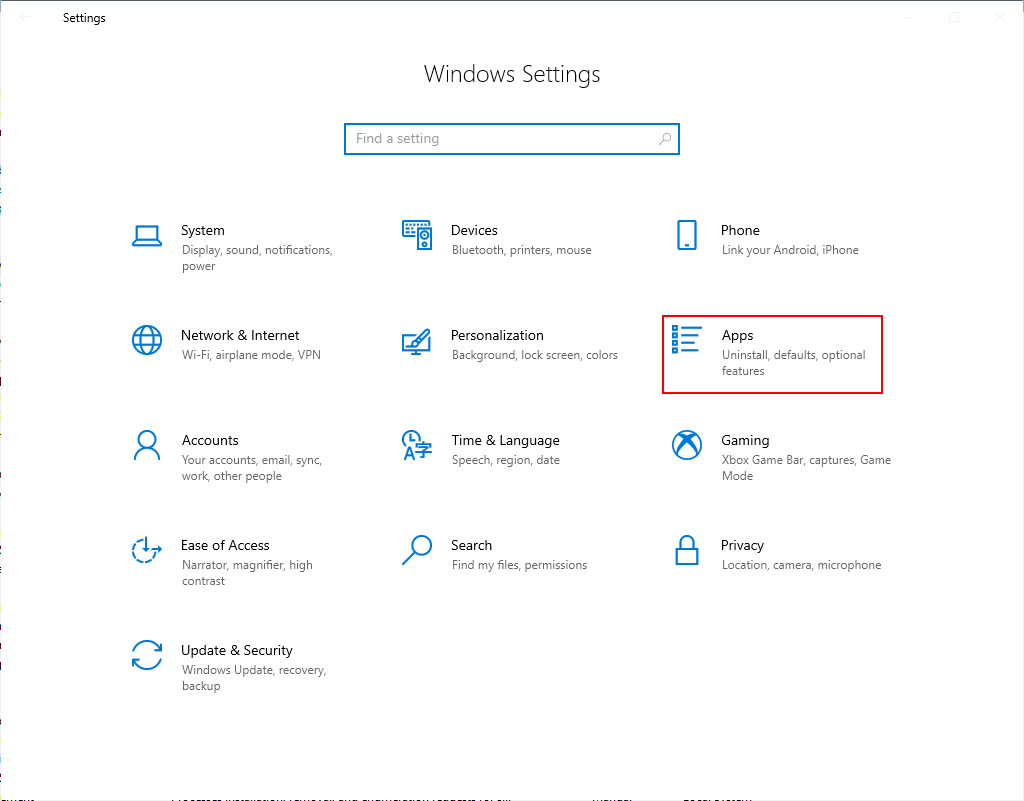 Settings
Windows Settings
Find a setting
System
Display, sound, notifications,
power
Devices
Bluetooth, printers, mouse
Phone
Link your Android, iPhone
Network & Internet
Wi-Fi, airplane mode, VPN
Personalization
Background, lock screen, colors
Apps
Uninstall, defaults, optional
features
Accounts
Your accounts, email, sync,
work, other people
Time & Language
Speech, region, date
Gaming
Xbox Game Bar, captures, Game
Mode
Ease of Access
Narrator, magnifier, high
contrast
Search
Find my files, permissions
Privacy
Location, camera, microphone
Update & Security
Windows Update, recovery,
backup